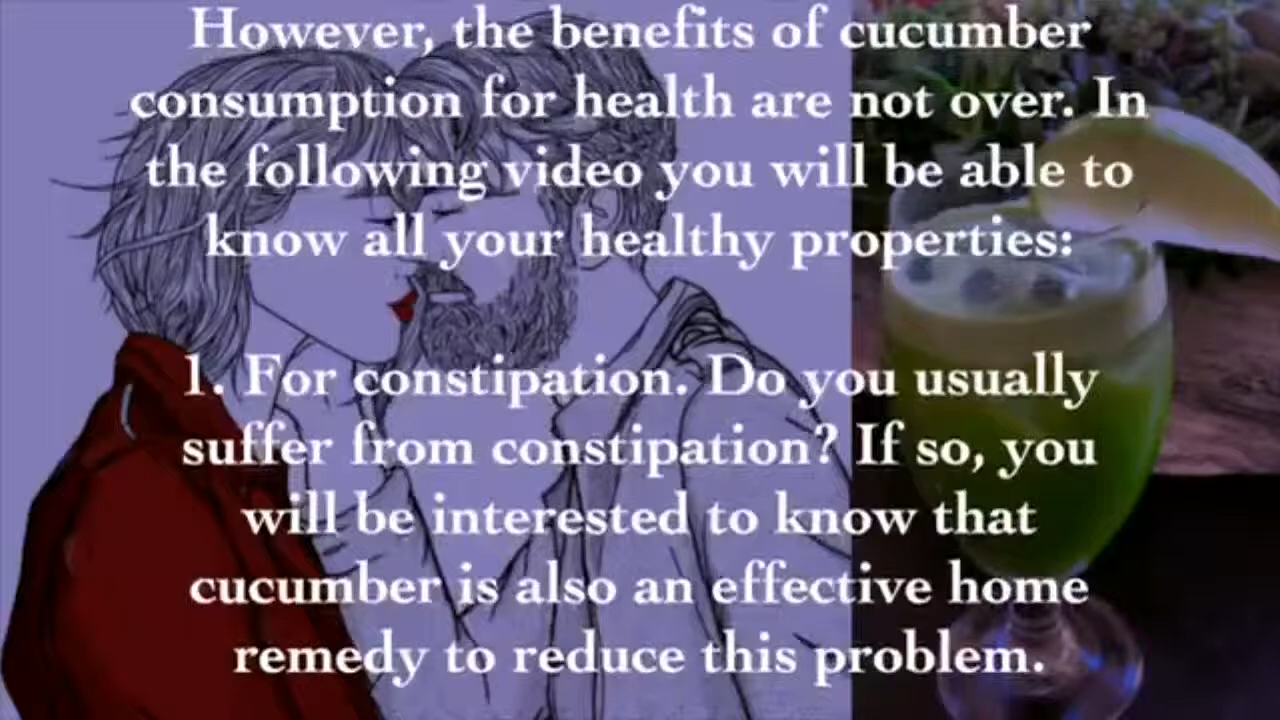 However, the benefits of cucumber
consumption for health are not over. In
the following video you will be able to
know all your healthy properties:
1. For constipation. Do you usually
suffer from constipation? If so, you
will be interested to know that
cucumber is also an effective home
remedy to reduce this problem.